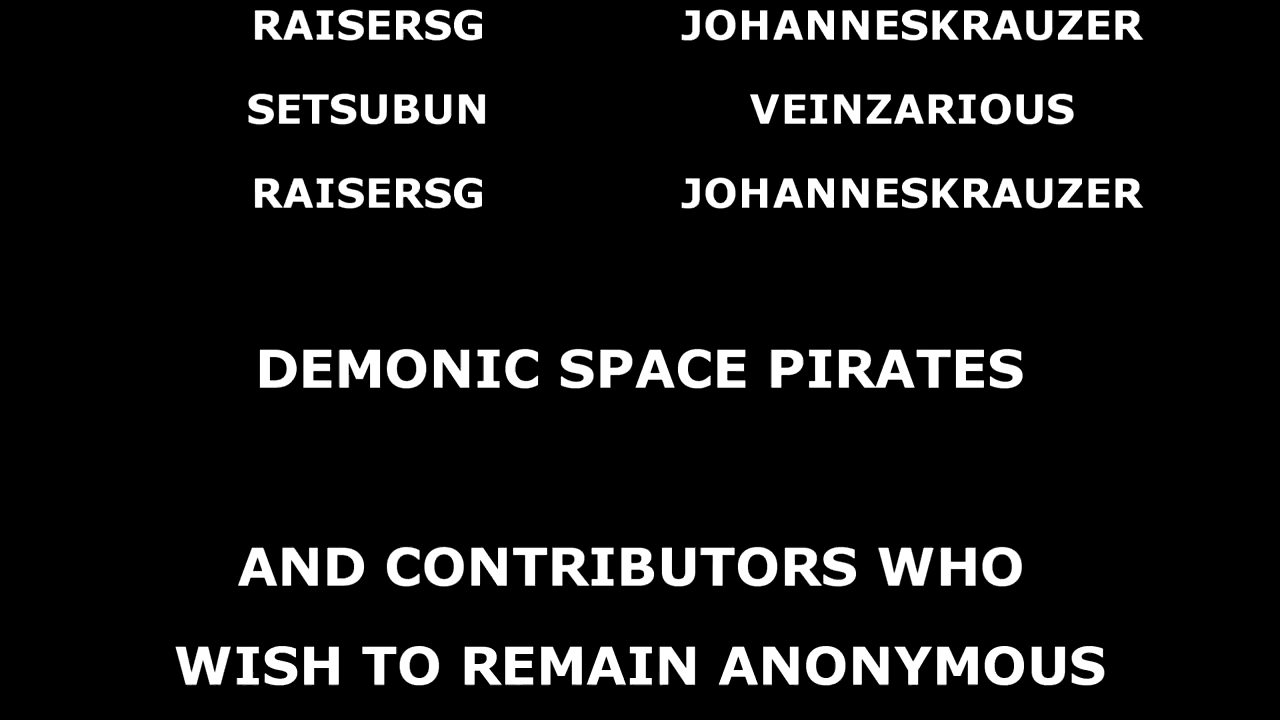 RAISERSG JOHANNESKRAUZER
SETSUBUN VEINZARIOUS
RAISERSG JOHANNESKRAUZER
DEMONIC SPACE PIRATES
AND CONTRIBUTORS WHO
WISH TO REMAIN ANONYMOUS